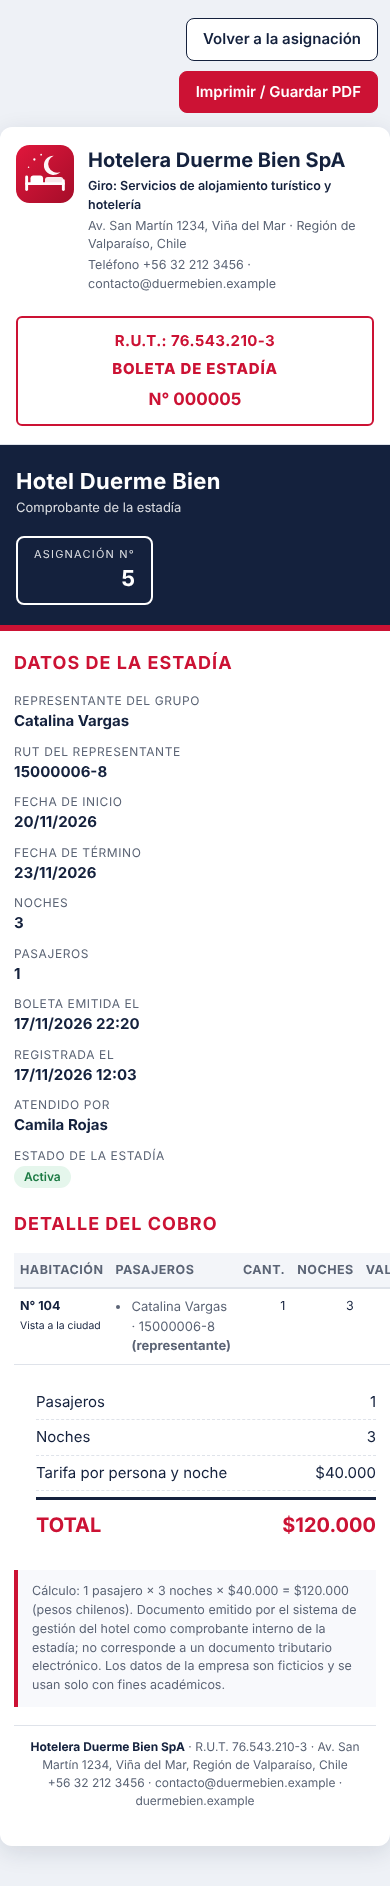 Volver a la asignación
Imprimir / Guardar PDF
Hotelera Duerme Bien SpA
Giro: Servicios de alojamiento turístico y
hotelería
Av. San Martín 1234, Viña del Mar · Región de
Valparaíso, Chile
Teléfono +56 32 212 3456 ·
contacto@duermebien.example
R.U.T.: 76.543.210-3
BOLETA DE ESTADÍA
N° 000005
Hotel Duerme Bien
Comprobante de la estadía
ASIGNACIÓN N°
5
DATOS DE LA ESTADÍA
REPRESENTANTE DEL GRUPO
Catalina Vargas
RUT DEL REPRESENTANTE
15000006-8
FECHA DE INICIO
20/11/2026
FECHA DE TÉRMINO
23/11/2026
NOCHES
3
PASAJEROS
1
BOLETA EMITIDA EL
17/11/2026 22:20
REGISTRADA EL
17/11/2026 12:03
ATENDIDO POR
Camila Rojas
ESTADO DE LA ESTADÍA
Activa
DETALLE DEL COBRO
HABITACIÓN PASAJEROS CANT. NOCHES VAL
N° 104 • Catalina Vargas 1 3
Vista a la ciudad · 15000006-8
(representante)
Pasajeros 1
Noches 3
Tarifa por persona y noche $40.000
TOTAL $120.000
Cálculo: 1 pasajero × 3 noches × $40.000 = $120.000
(pesos chilenos). Documento emitido por el sistema de
gestión del hotel como comprobante interno de la
estadía; no corresponde a un documento tributario
electrónico. Los datos de la empresa son ficticios y se
usan solo con fines académicos.
Hotelera Duerme Bien SpA · R.U.T. 76.543.210-3 · Av. San
Martín 1234, Viña del Mar, Región de Valparaíso, Chile
+56 32 212 3456 · contacto@duermebien.example ·
duermebien.example